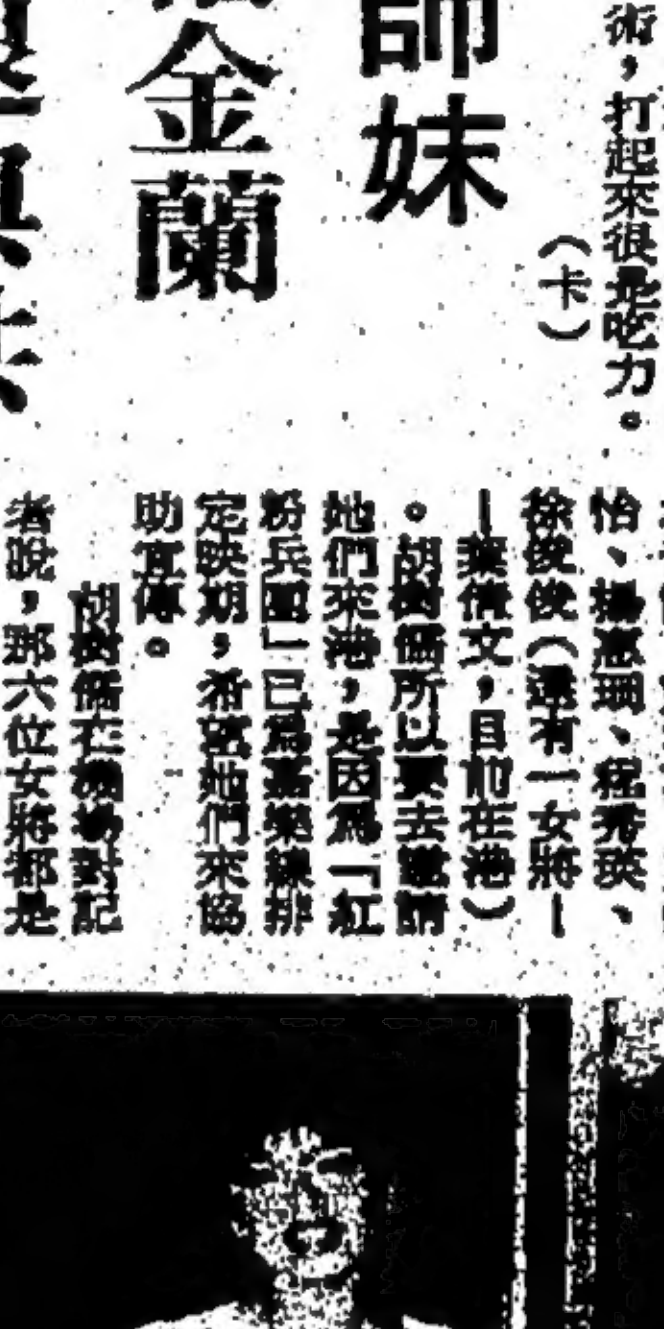 術，打起來很是吃力。
（卡）
師妹
金蘭
怡、楊惠珊、程秀瑛、
徐俊俊（還有一女將—
—葉倩文，目前在港）
。胡樹儒所以要去邀請
她們來港，是因爲「紅
粉兵團」已爲嘉樂線排
定映期，希望她們來協
助宣傳。
胡樹儒在機場對記
者說，那六位女將都是